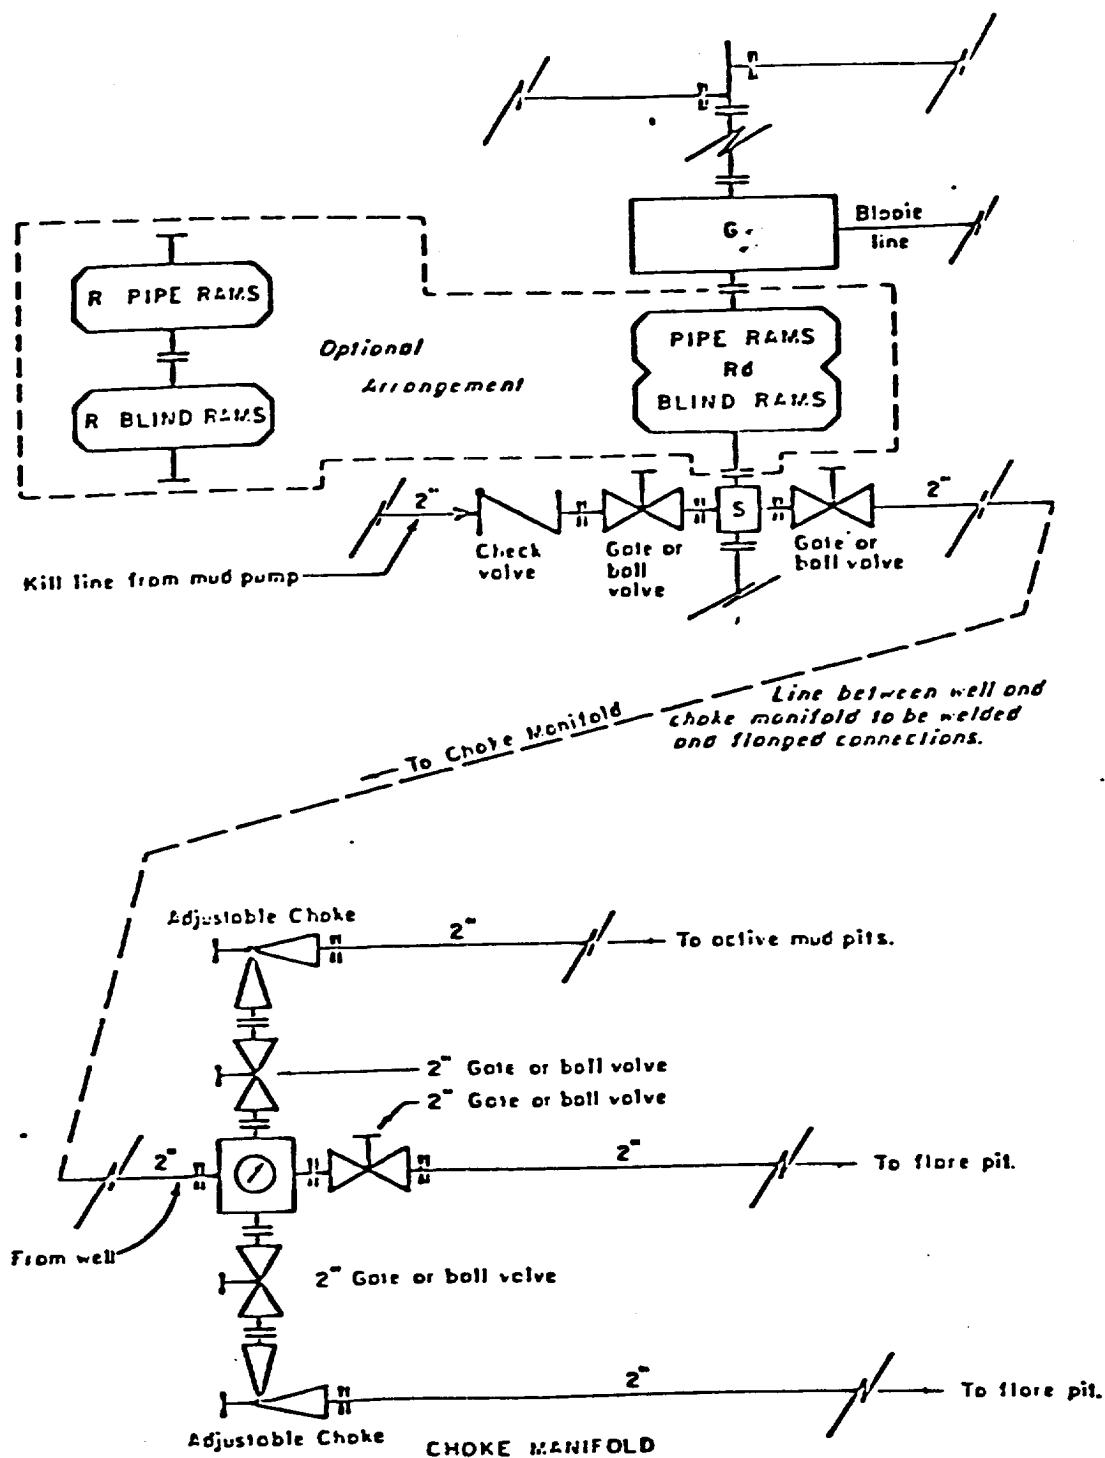 G
Blooie
line
R PIPE RAMS
R BLIND RAMS
Optional
Arrangement
PIPE RAMS
Rd
BLIND RAMS
2"
S
2"
Check
valve
Gate or
ball
valve
Gate or
ball valve
Kill line from mud pump
Line between well and
choke manifold to be welded
and flanged connections.
To Choke Manifold
Adjustable Choke
2"
To active mud pits.
2" Gate or ball valve
2" Gate or ball valve
2"
2"
To flare pit.
From well
2" Gate or ball valve
2"
To flare pit.
Adjustable Choke
CHOKE MANIFOLD